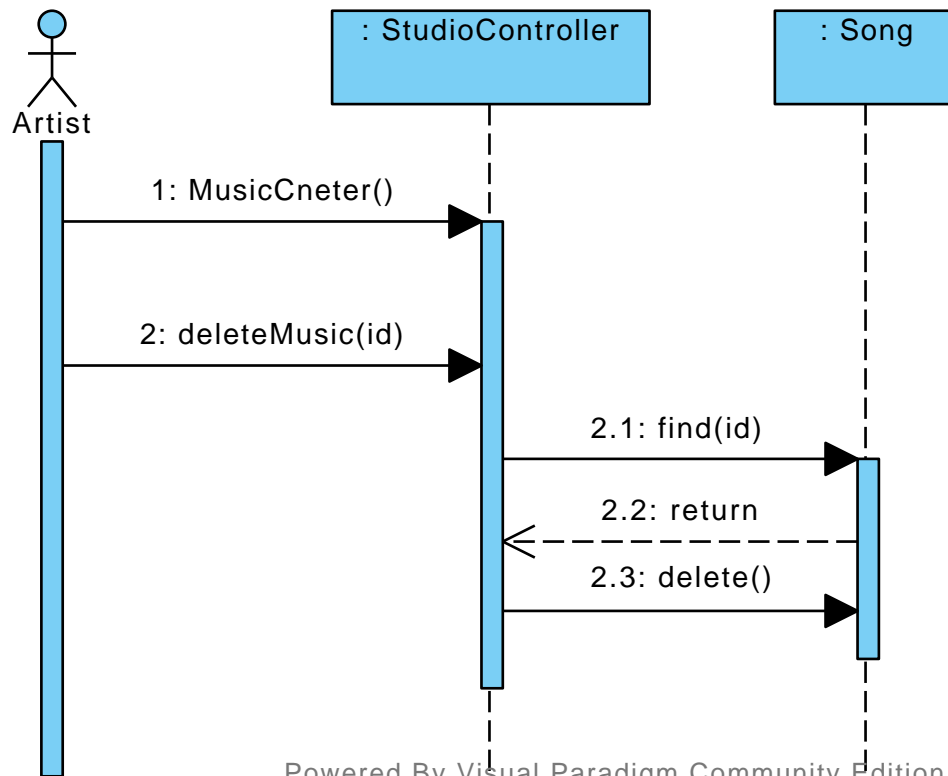 : StudioController
: Song
Artist
1: MusicCneter()
2: deleteMusic(id)
2.1: find(id)
2.2: return
2.3: delete()
Powered By Visual Paradigm Community Edition